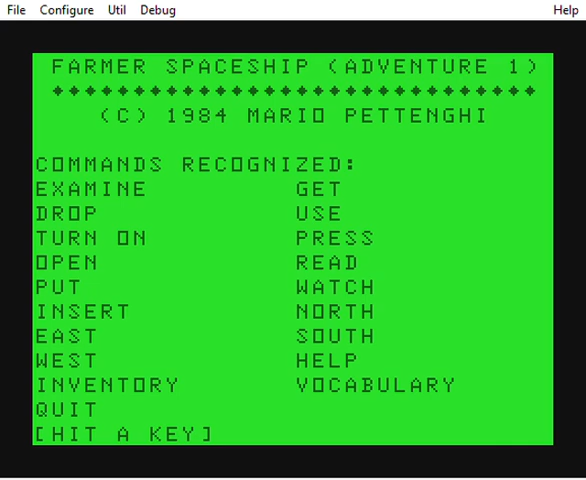 File Configure Util Debug Help
FARMER SPACESHIP (ADVENTURE 1)
******************************
(C) 1984 MARIO PETTENGHI
COMMANDS RECOGNIZED:
EXAMINE GET
DROP USE
TURN ON PRESS
OPEN READ
PUT WATCH
INSERT NORTH
EAST SOUTH
WEST HELP
INVENTORY VOCABULARY
QUIT
[HIT A KEY]